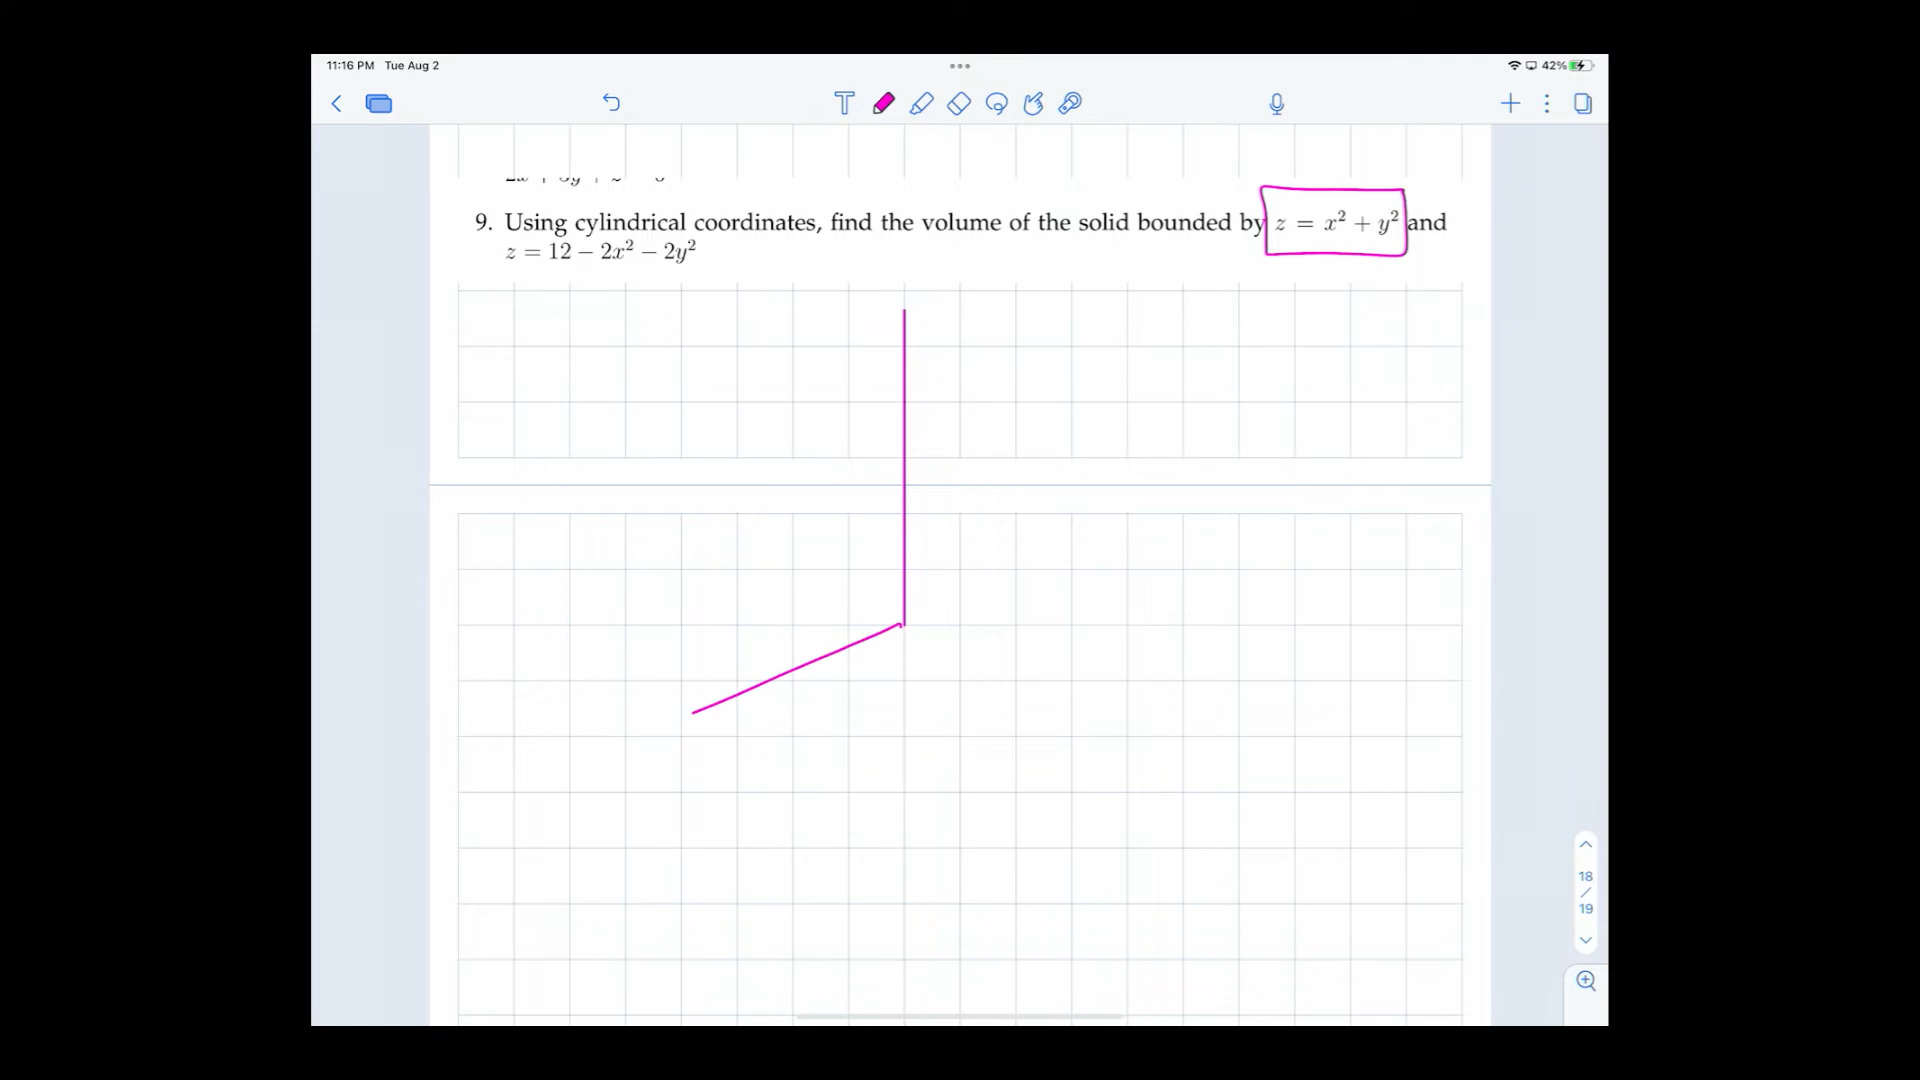 11:16 PM Tue Aug 2
42%
9. Using cylindrical coordinates, find the volume of the solid bounded by z = x² + y² and
z = 12 − 2x² − 2y²
18
/
19